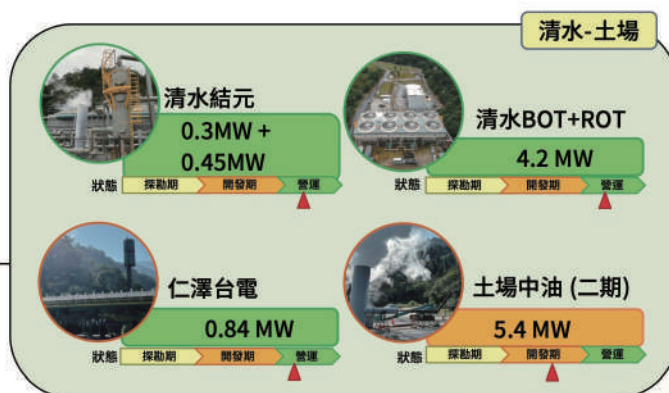 清水-土場
清水結元
0.3MW +
0.45MW
狀態 探勘期 開發期 營運
清水BOT+ROT
4.2 MW
狀態 探勘期 開發期 營運
仁澤台電
0.84 MW
狀態 探勘期 開發期 營運
土場中油 (二期)
5.4 MW
狀態 探勘期 開發期 營運